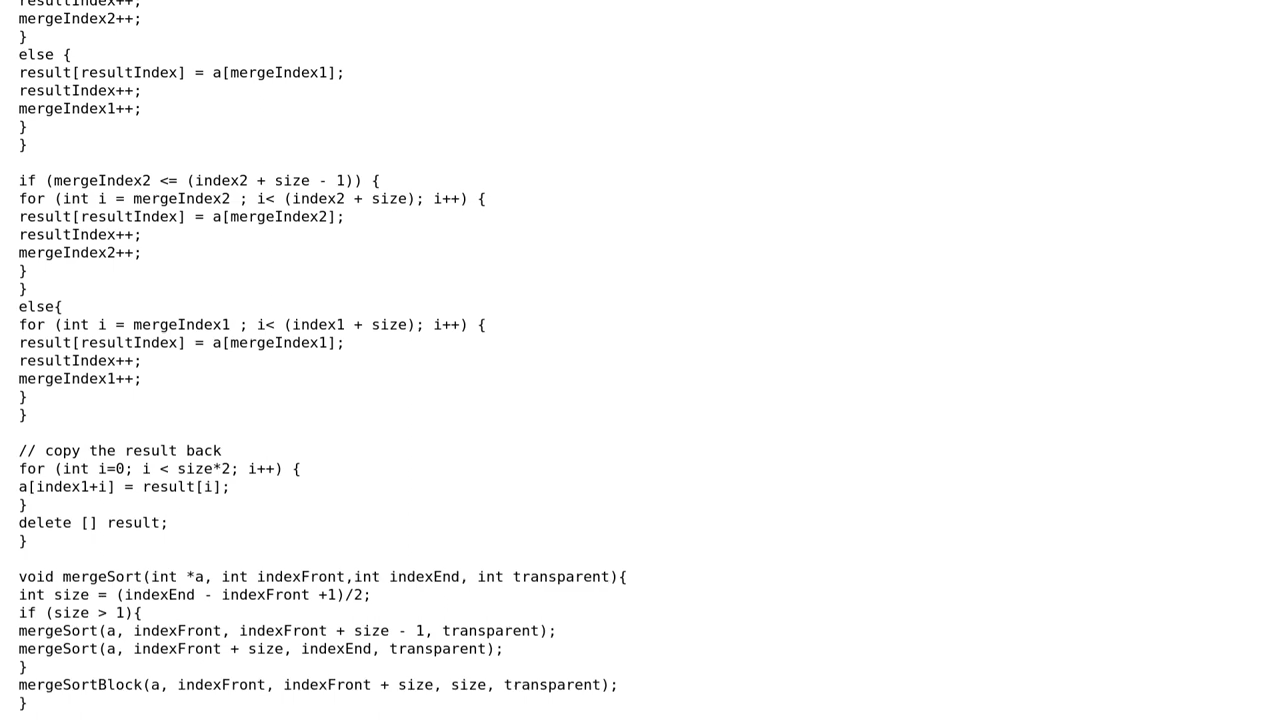 resultIndex++;
mergeIndex2++;
}
else {
result[resultIndex] = a[mergeIndex1];
resultIndex++;
mergeIndex1++;
}
}

if (mergeIndex2 <= (index2 + size - 1)) {
for (int i = mergeIndex2 ; i< (index2 + size); i++) {
result[resultIndex] = a[mergeIndex2];
resultIndex++;
mergeIndex2++;
}
}
else{
for (int i = mergeIndex1 ; i< (index1 + size); i++) {
result[resultIndex] = a[mergeIndex1];
resultIndex++;
mergeIndex1++;
}
}

// copy the result back
for (int i=0; i < size*2; i++) {
a[index1+i] = result[i];
}
delete [] result;
}

void mergeSort(int *a, int indexFront,int indexEnd, int transparent){
int size = (indexEnd - indexFront +1)/2;
if (size > 1){
mergeSort(a, indexFront, indexFront + size - 1, transparent);
mergeSort(a, indexFront + size, indexEnd, transparent);
}
mergeSortBlock(a, indexFront, indexFront + size, size, transparent);
}